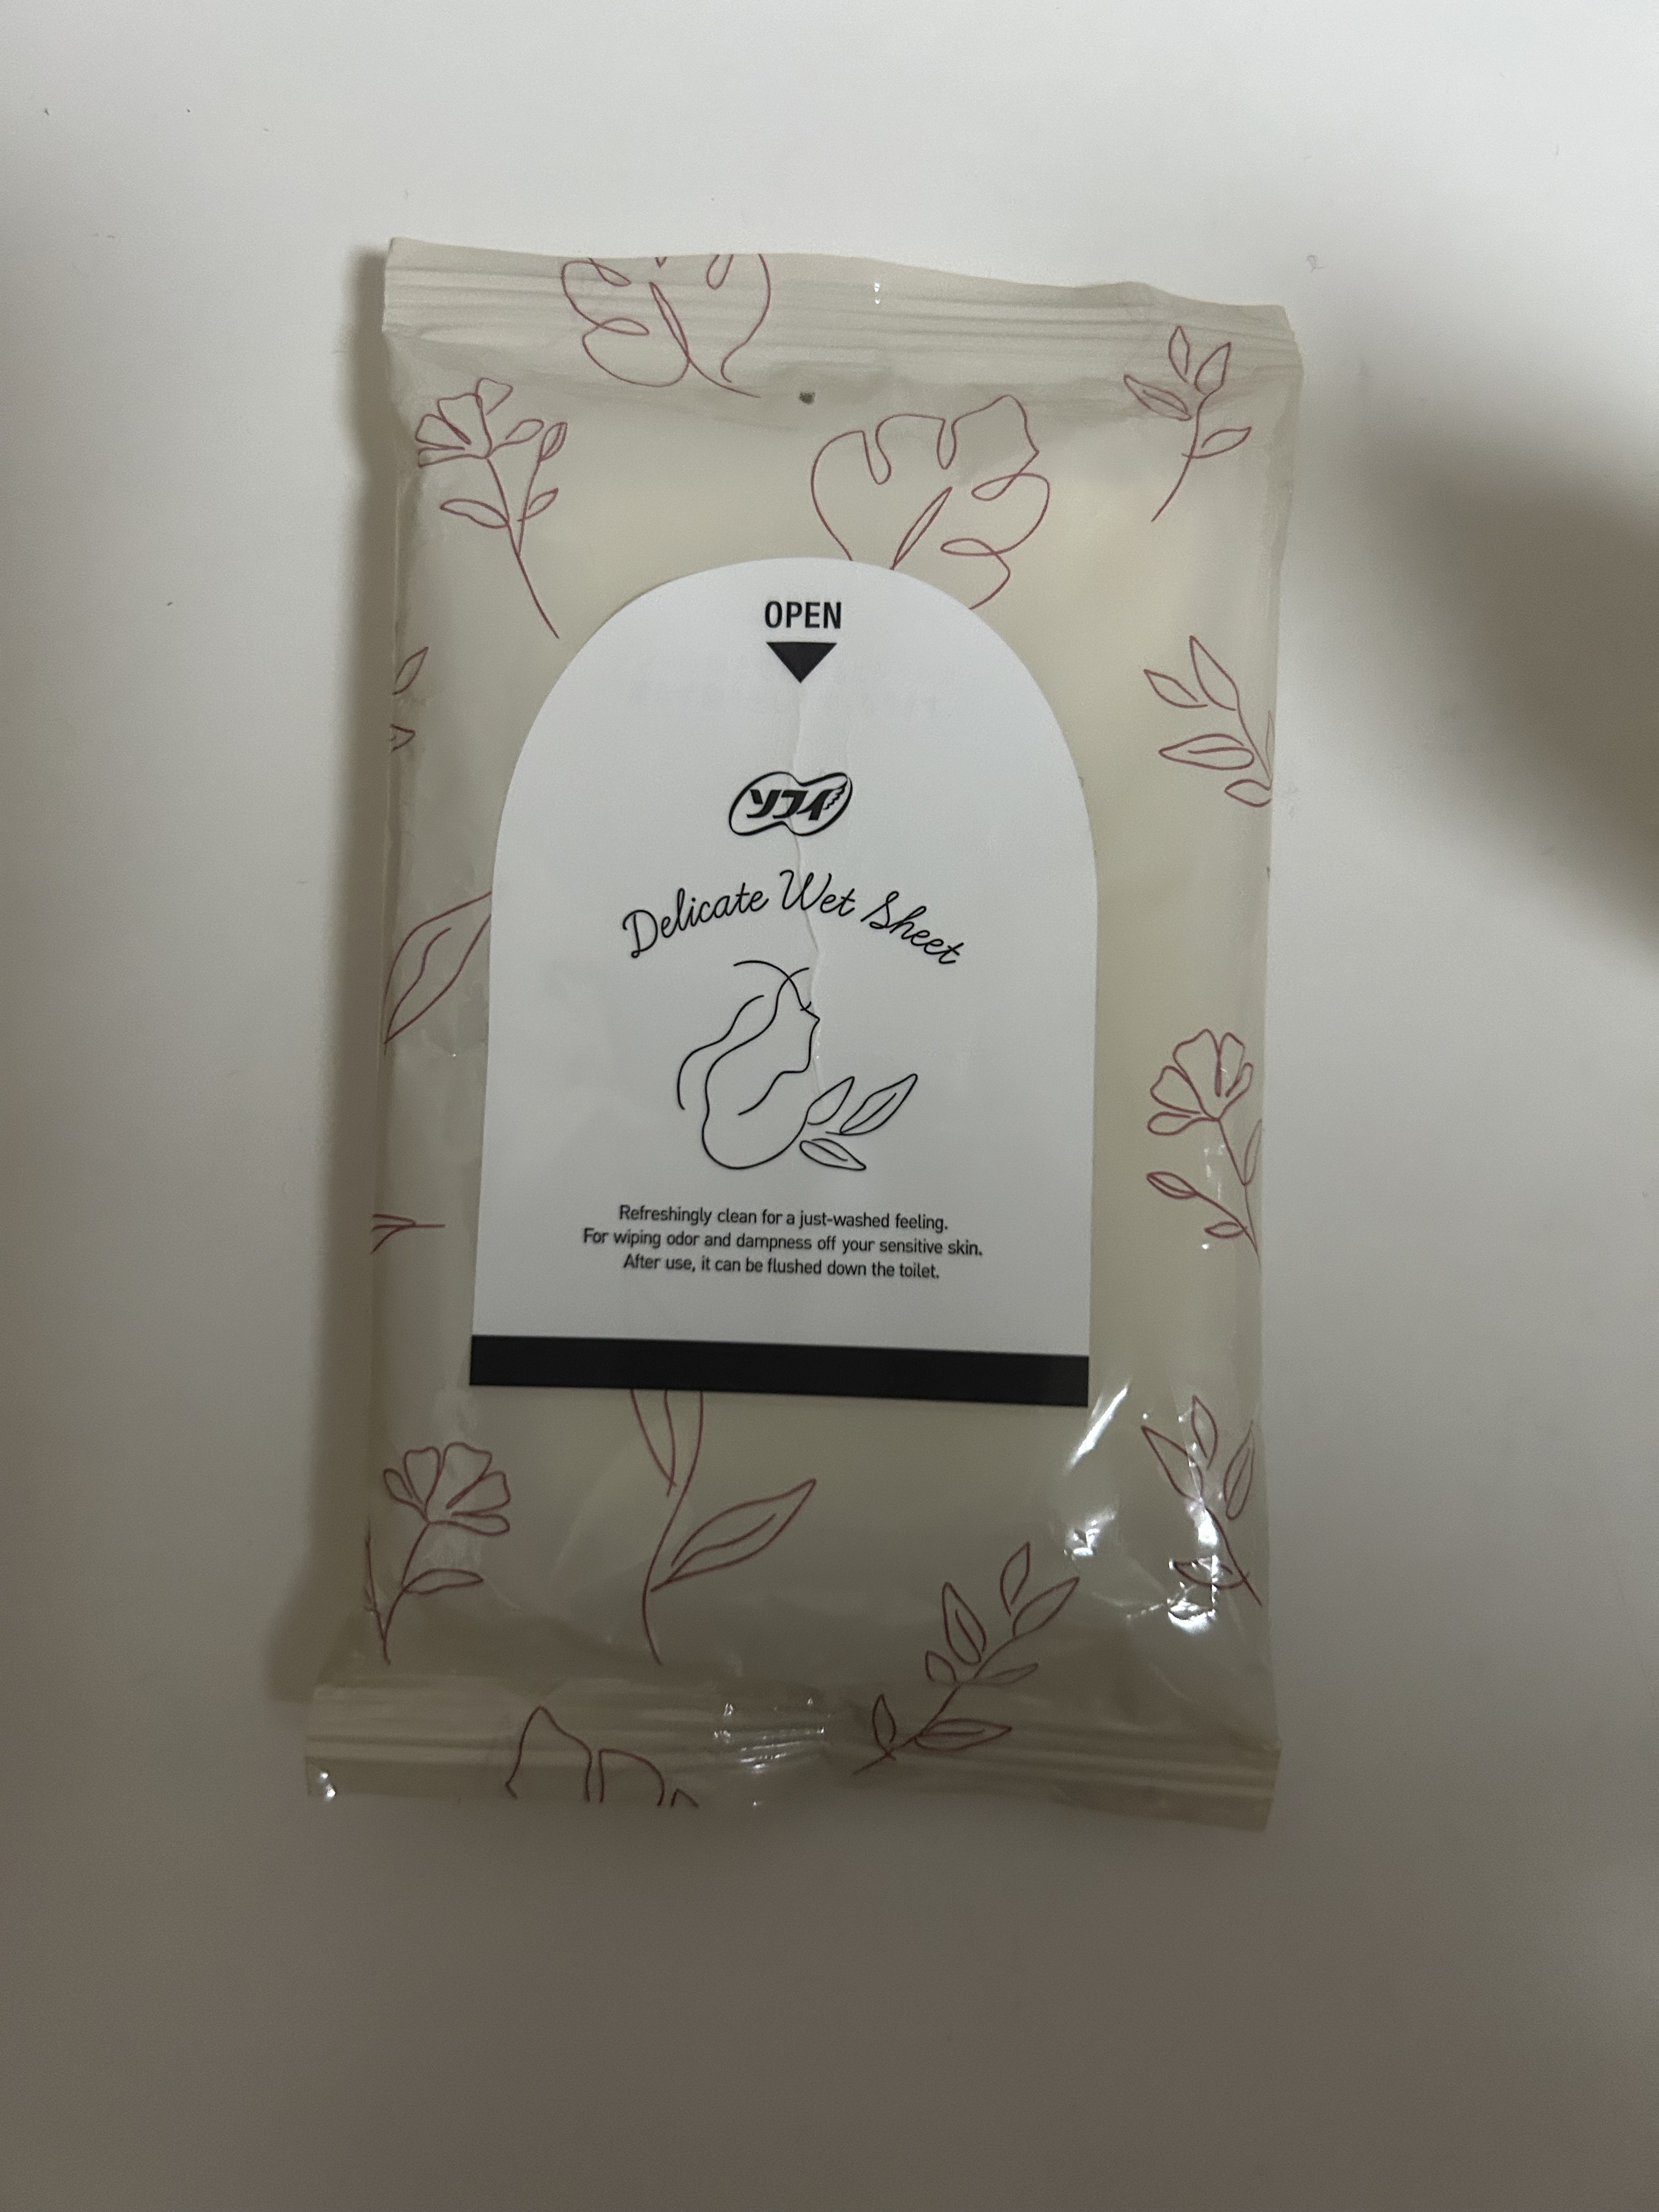 OPEN
ソフィ
Delicate Wet Sheet
Refreshingly clean for a just-washed feeling.
For wiping odor and dampness off your sensitive skin.
After use, it can be flushed down the toilet.